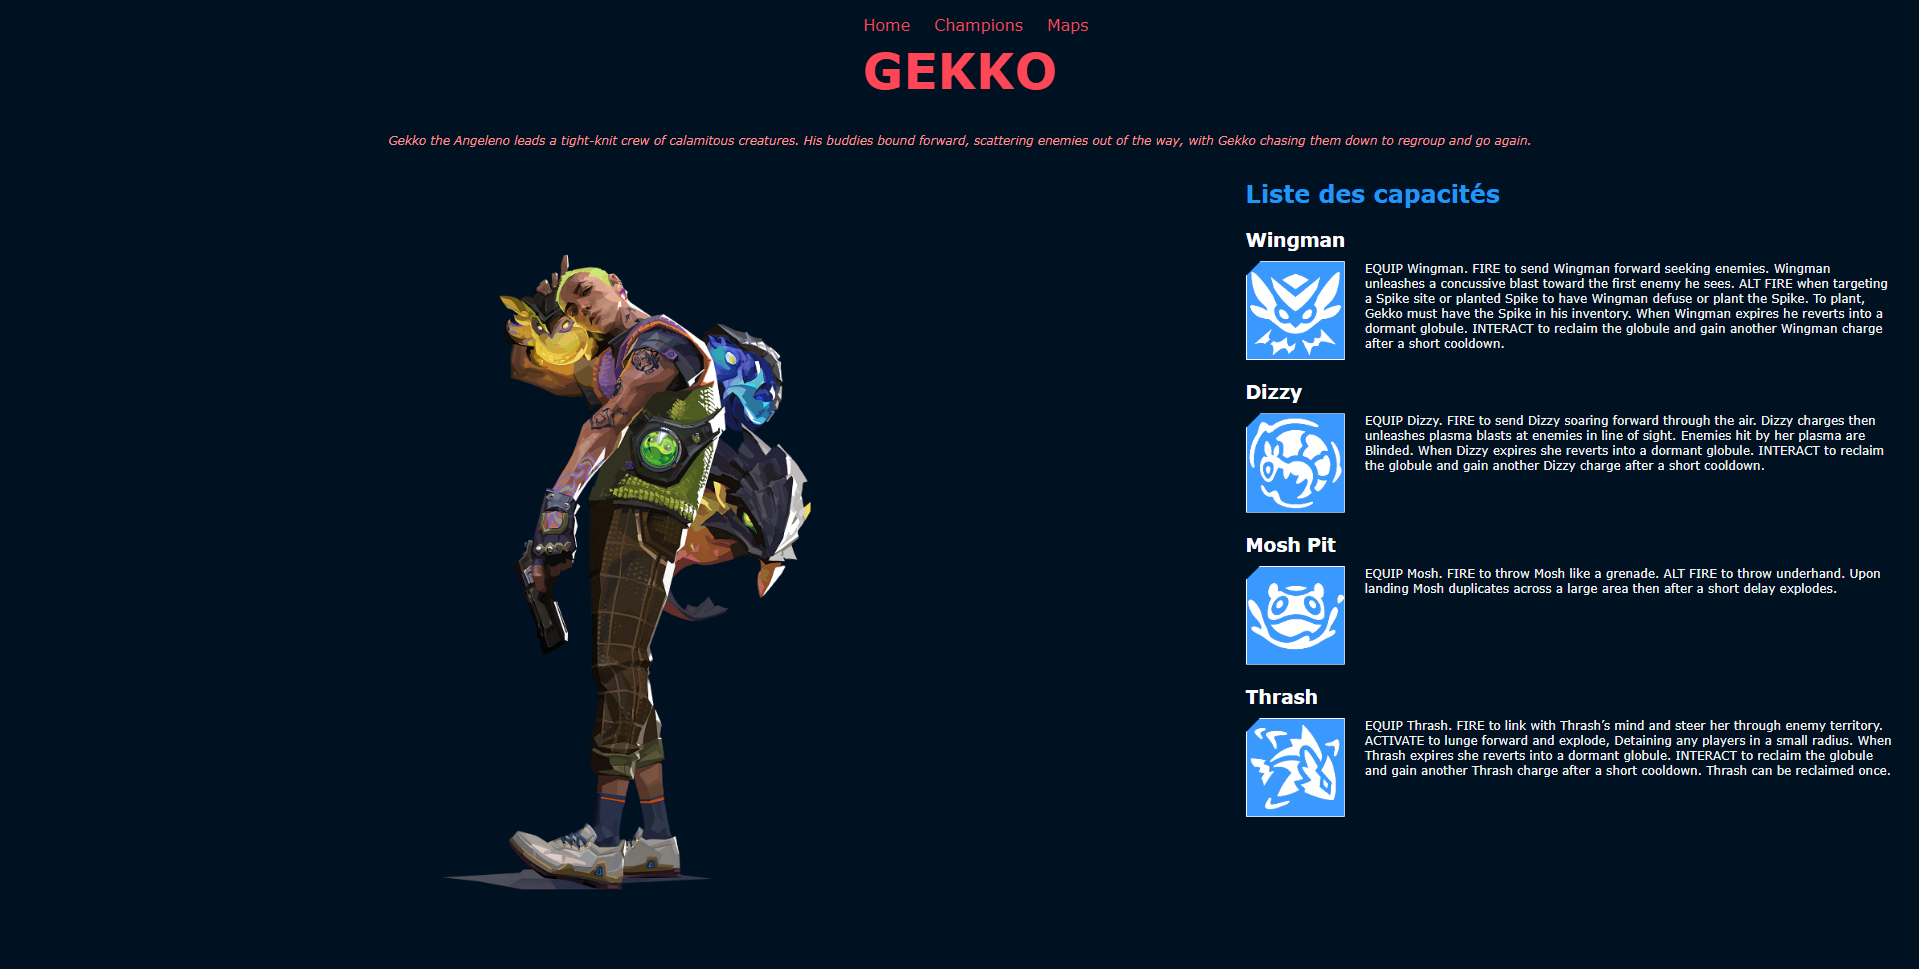 Home Champions Maps
GEKKO
Gekko the Angeleno leads a tight-knit crew of calamitous creatures. His buddies bound forward, scattering enemies out of the way, with Gekko chasing them down to regroup and go again.
Liste des capacités
Wingman
EQUIP Wingman. FIRE to send Wingman forward seeking enemies. Wingman
unleashes a concussive blast toward the first enemy he sees. ALT FIRE when targeting
a Spike site or planted Spike to have Wingman defuse or plant the Spike. To plant,
Gekko must have the Spike in his inventory. When Wingman expires he reverts into a
dormant globule. INTERACT to reclaim the globule and gain another Wingman charge
after a short cooldown.
Dizzy
EQUIP Dizzy. FIRE to send Dizzy soaring forward through the air. Dizzy charges then
unleashes plasma blasts at enemies in line of sight. Enemies hit by her plasma are
Blinded. When Dizzy expires she reverts into a dormant globule. INTERACT to reclaim
the globule and gain another Dizzy charge after a short cooldown.
Mosh Pit
EQUIP Mosh. FIRE to throw Mosh like a grenade. ALT FIRE to throw underhand. Upon
landing Mosh duplicates across a large area then after a short delay explodes.
Thrash
EQUIP Thrash. FIRE to link with Thrash’s mind and steer her through enemy territory.
ACTIVATE to lunge forward and explode, Detaining any players in a small radius. When
Thrash expires she reverts into a dormant globule. INTERACT to reclaim the globule
and gain another Thrash charge after a short cooldown. Thrash can be reclaimed once.